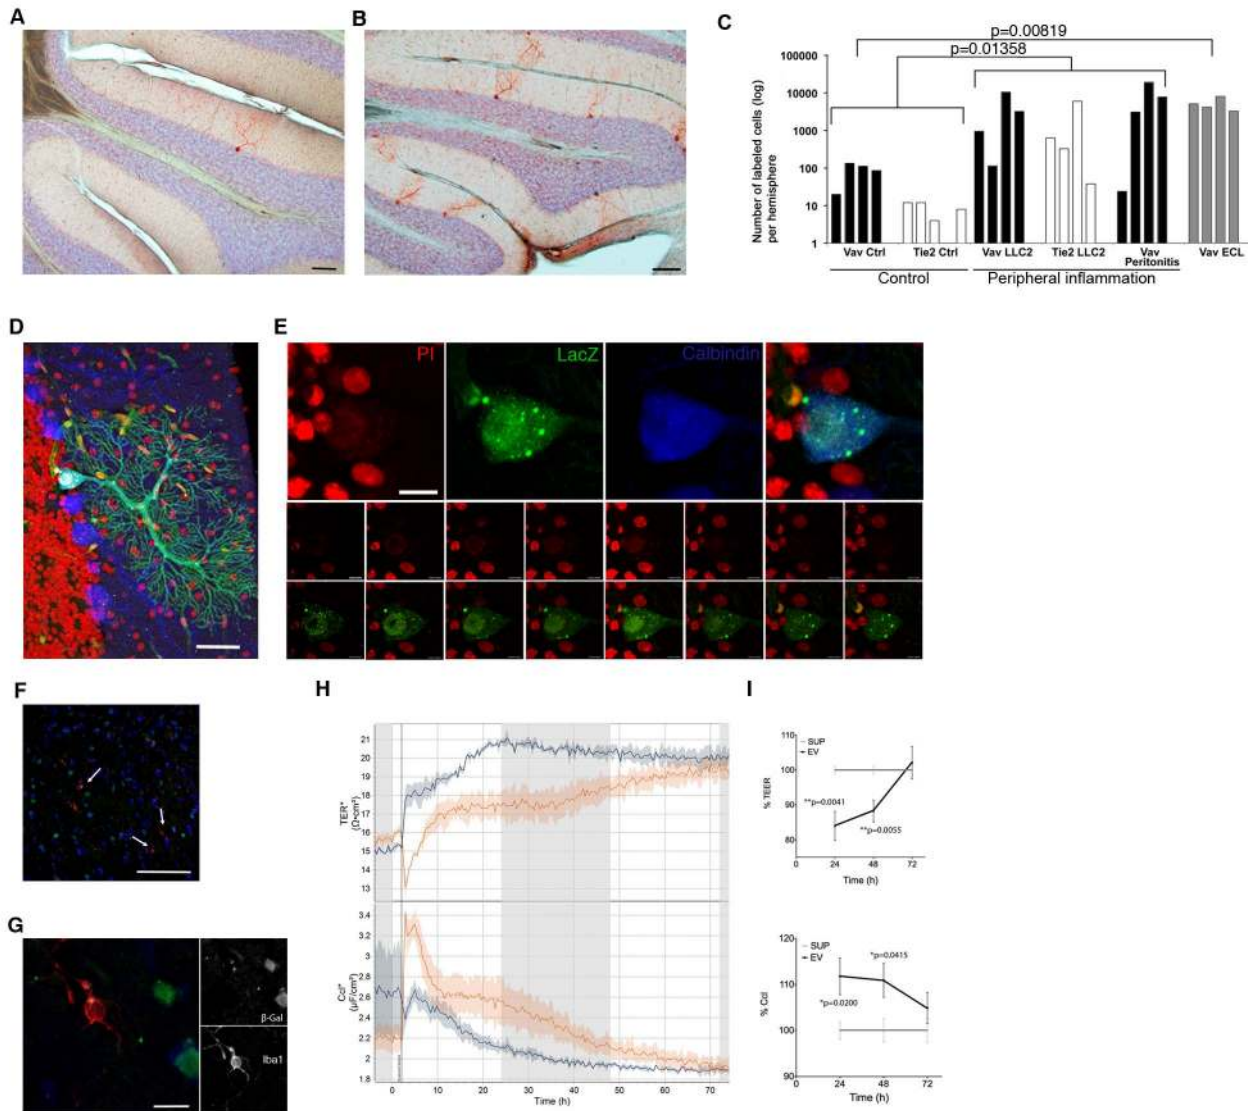 A
B
C
p=0.00819
p=0.01358
Number of labeled cells (log)
per hemisphere
100000
10000
1000
100
10
1
Vav Ctrl
Tie2 Ctrl
Vav LLC2
Tie2 LLC2
Vav
Peritonitis
Vav ECL
Control
Peripheral inflammation
D
E
PI
LacZ
Calbindin
F
G
β-Gal
Iba1
H
TER*
(Ω•cm²)
21
20
19
18
17
16
15
14
13
Ccl*
(µF/cm²)
3.4
3.2
3
2.8
2.6
2.4
2.2
2
1.8
0
10
20
30
40
50
60
70
Time (h)
I
SUP
EV
% TEER
110
100
90
80
**p=0.0041
**p=0.0055
0
24
48
72
Time (h)
SUP
EV
% Ccl
120
110
100
90
*p=0.0415
*p=0.0200
0
24
48
72
Time (h)